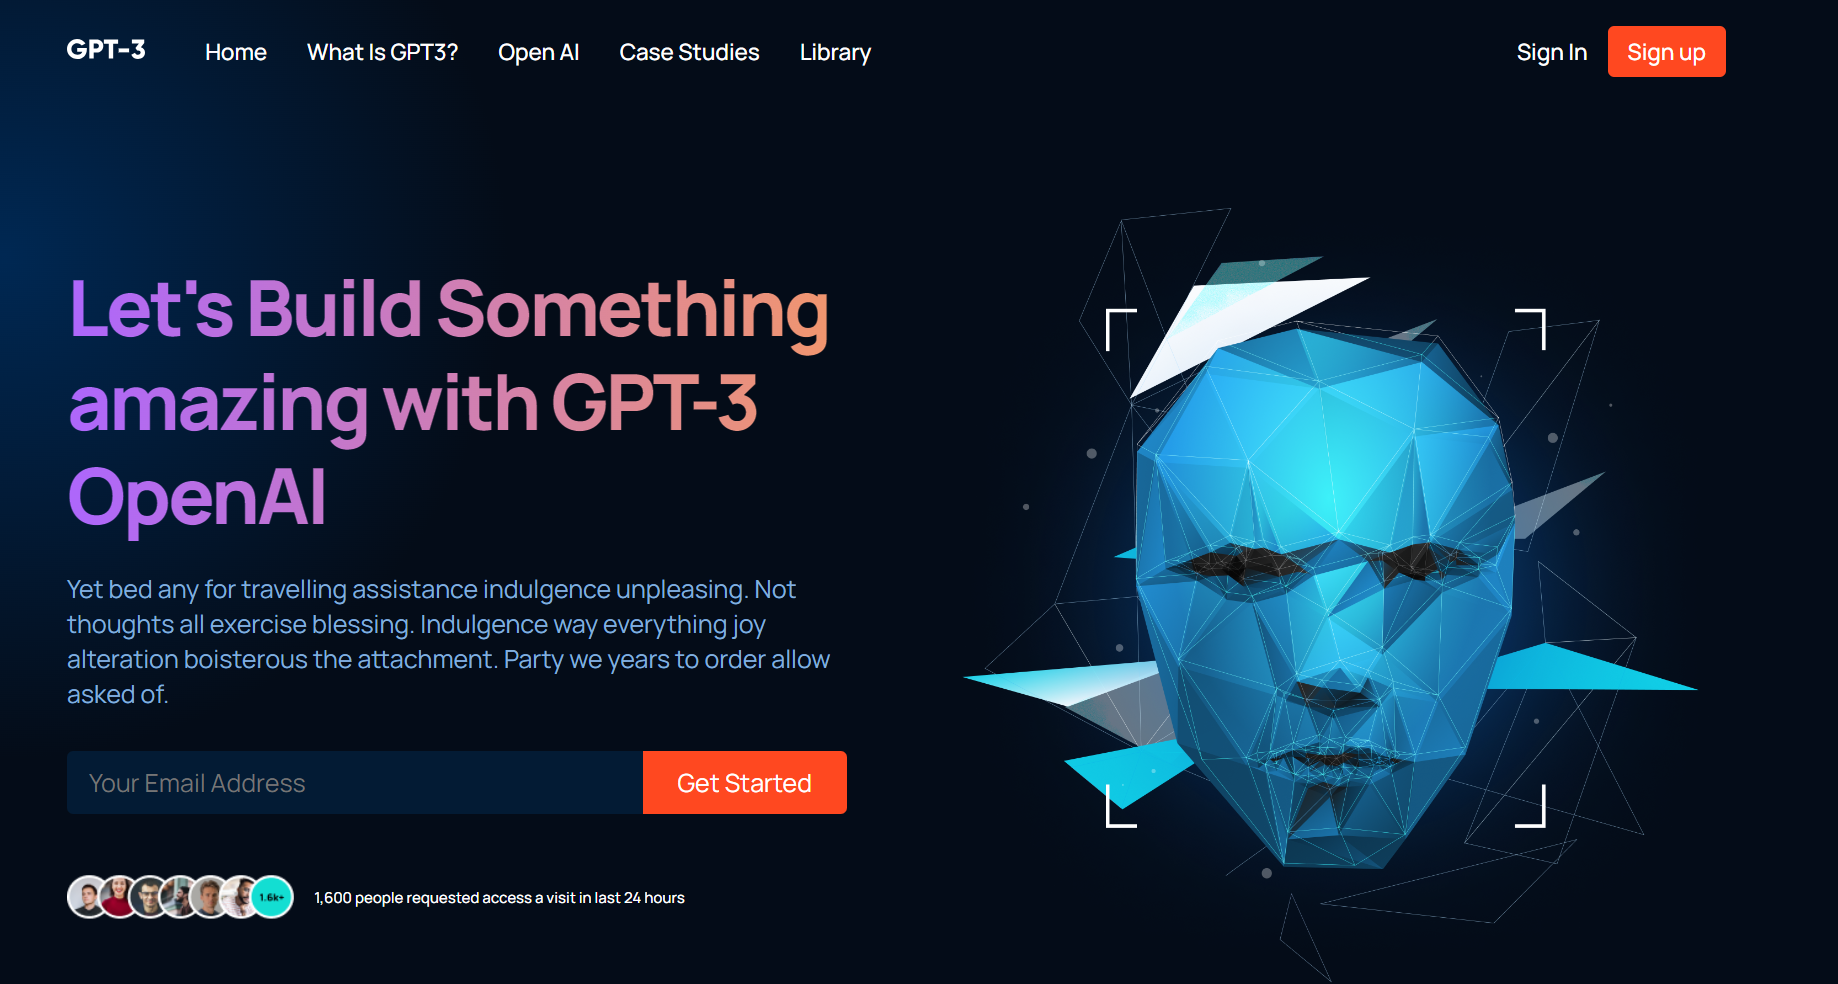 GPT-3
Home
What Is GPT3?
Open AI
Case Studies
Library
Sign In
Sign up
Let's Build Something
amazing with GPT-3
OpenAI
Yet bed any for travelling assistance indulgence unpleasing. Not
thoughts all exercise blessing. Indulgence way everything joy
alteration boisterous the attachment. Party we years to order allow
asked of.
Your Email Address
Get Started
1.6k+
1,600 people requested access a visit in last 24 hours